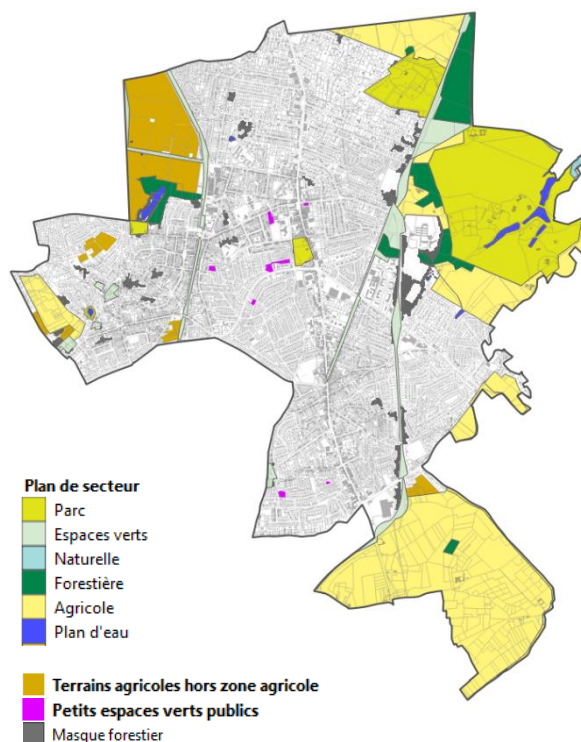 Plan de secteur
Parc
Espaces verts
Naturelle
Forestière
Agricole
Plan d'eau
Terrains agricoles hors zone agricole
Petits espaces verts publics
Masque forestier